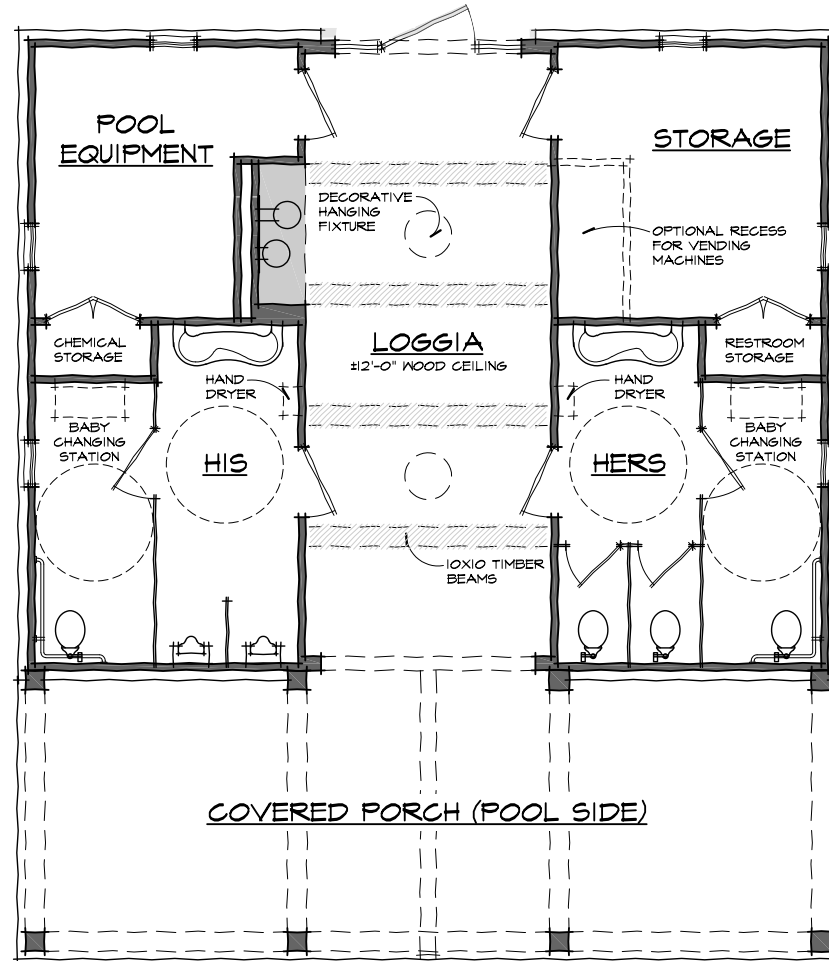 POOL
EQUIPMENT
STORAGE
DECORATIVE
HANGING
FIXTURE
OPTIONAL RECESS
FOR VENDING
MACHINES
CHEMICAL
STORAGE
LOGGIA
±12'-0" WOOD CEILING
RESTROOM
STORAGE
HAND
DRYER
HAND
DRYER
BABY
CHANGING
STATION
HIS
HERS
BABY
CHANGING
STATION
10X10 TIMBER
BEAMS
COVERED PORCH (POOL SIDE)